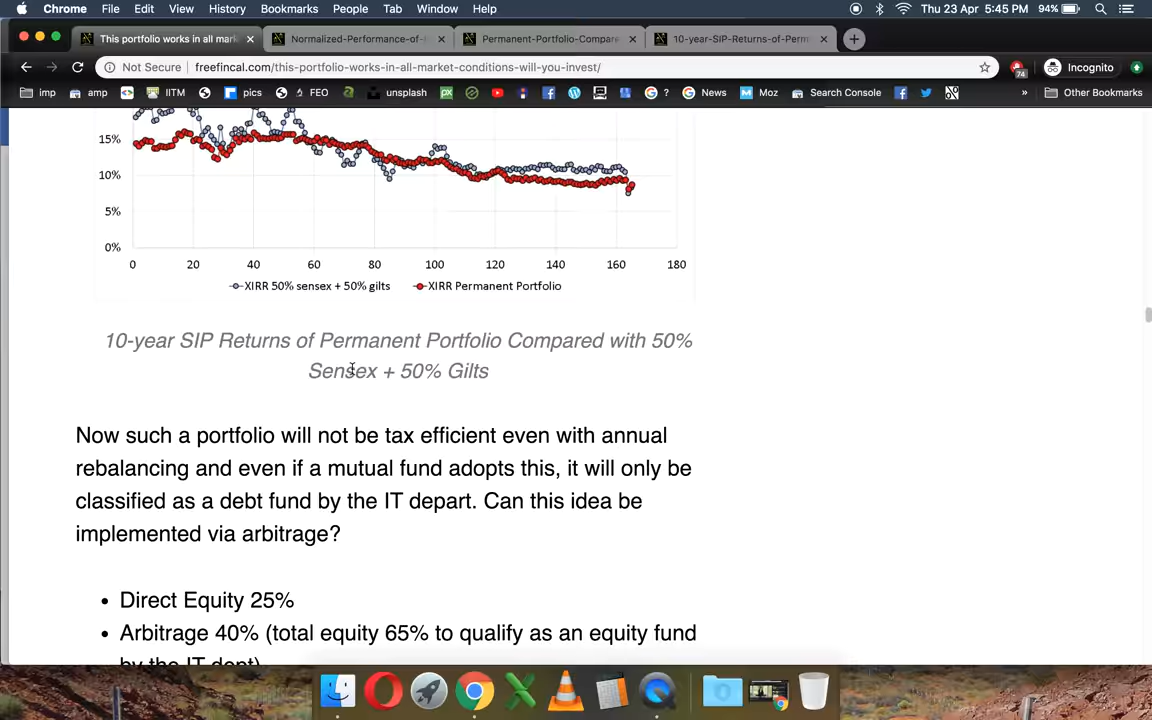 Chrome File Edit View History Bookmarks People Tab Window Help Thu 23 Apr 5:45 PM 94%
This portfolio works in all mark Normalized-Performance-of- Permanent-Portfolio-Compare 10-year-SIP-Returns-of-Perm
Not Secure freefincal.com/this-portfolio-works-in-all-market-conditions-will-you-invest/ 74 Incognito
imp amp IITM pics FEO unsplash ? News Moz Search Console » Other Bookmarks
15%
10%
5%
0%
0 20 40 60 80 100 120 140 160 180
XIRR 50% sensex + 50% gilts XIRR Permanent Portfolio
10-year SIP Returns of Permanent Portfolio Compared with 50%
Sensex + 50% Gilts
Now such a portfolio will not be tax efficient even with annual
rebalancing and even if a mutual fund adopts this, it will only be
classified as a debt fund by the IT depart. Can this idea be
implemented via arbitrage?
• Direct Equity 25%
• Arbitrage 40% (total equity 65% to qualify as an equity fund
by the IT dept)